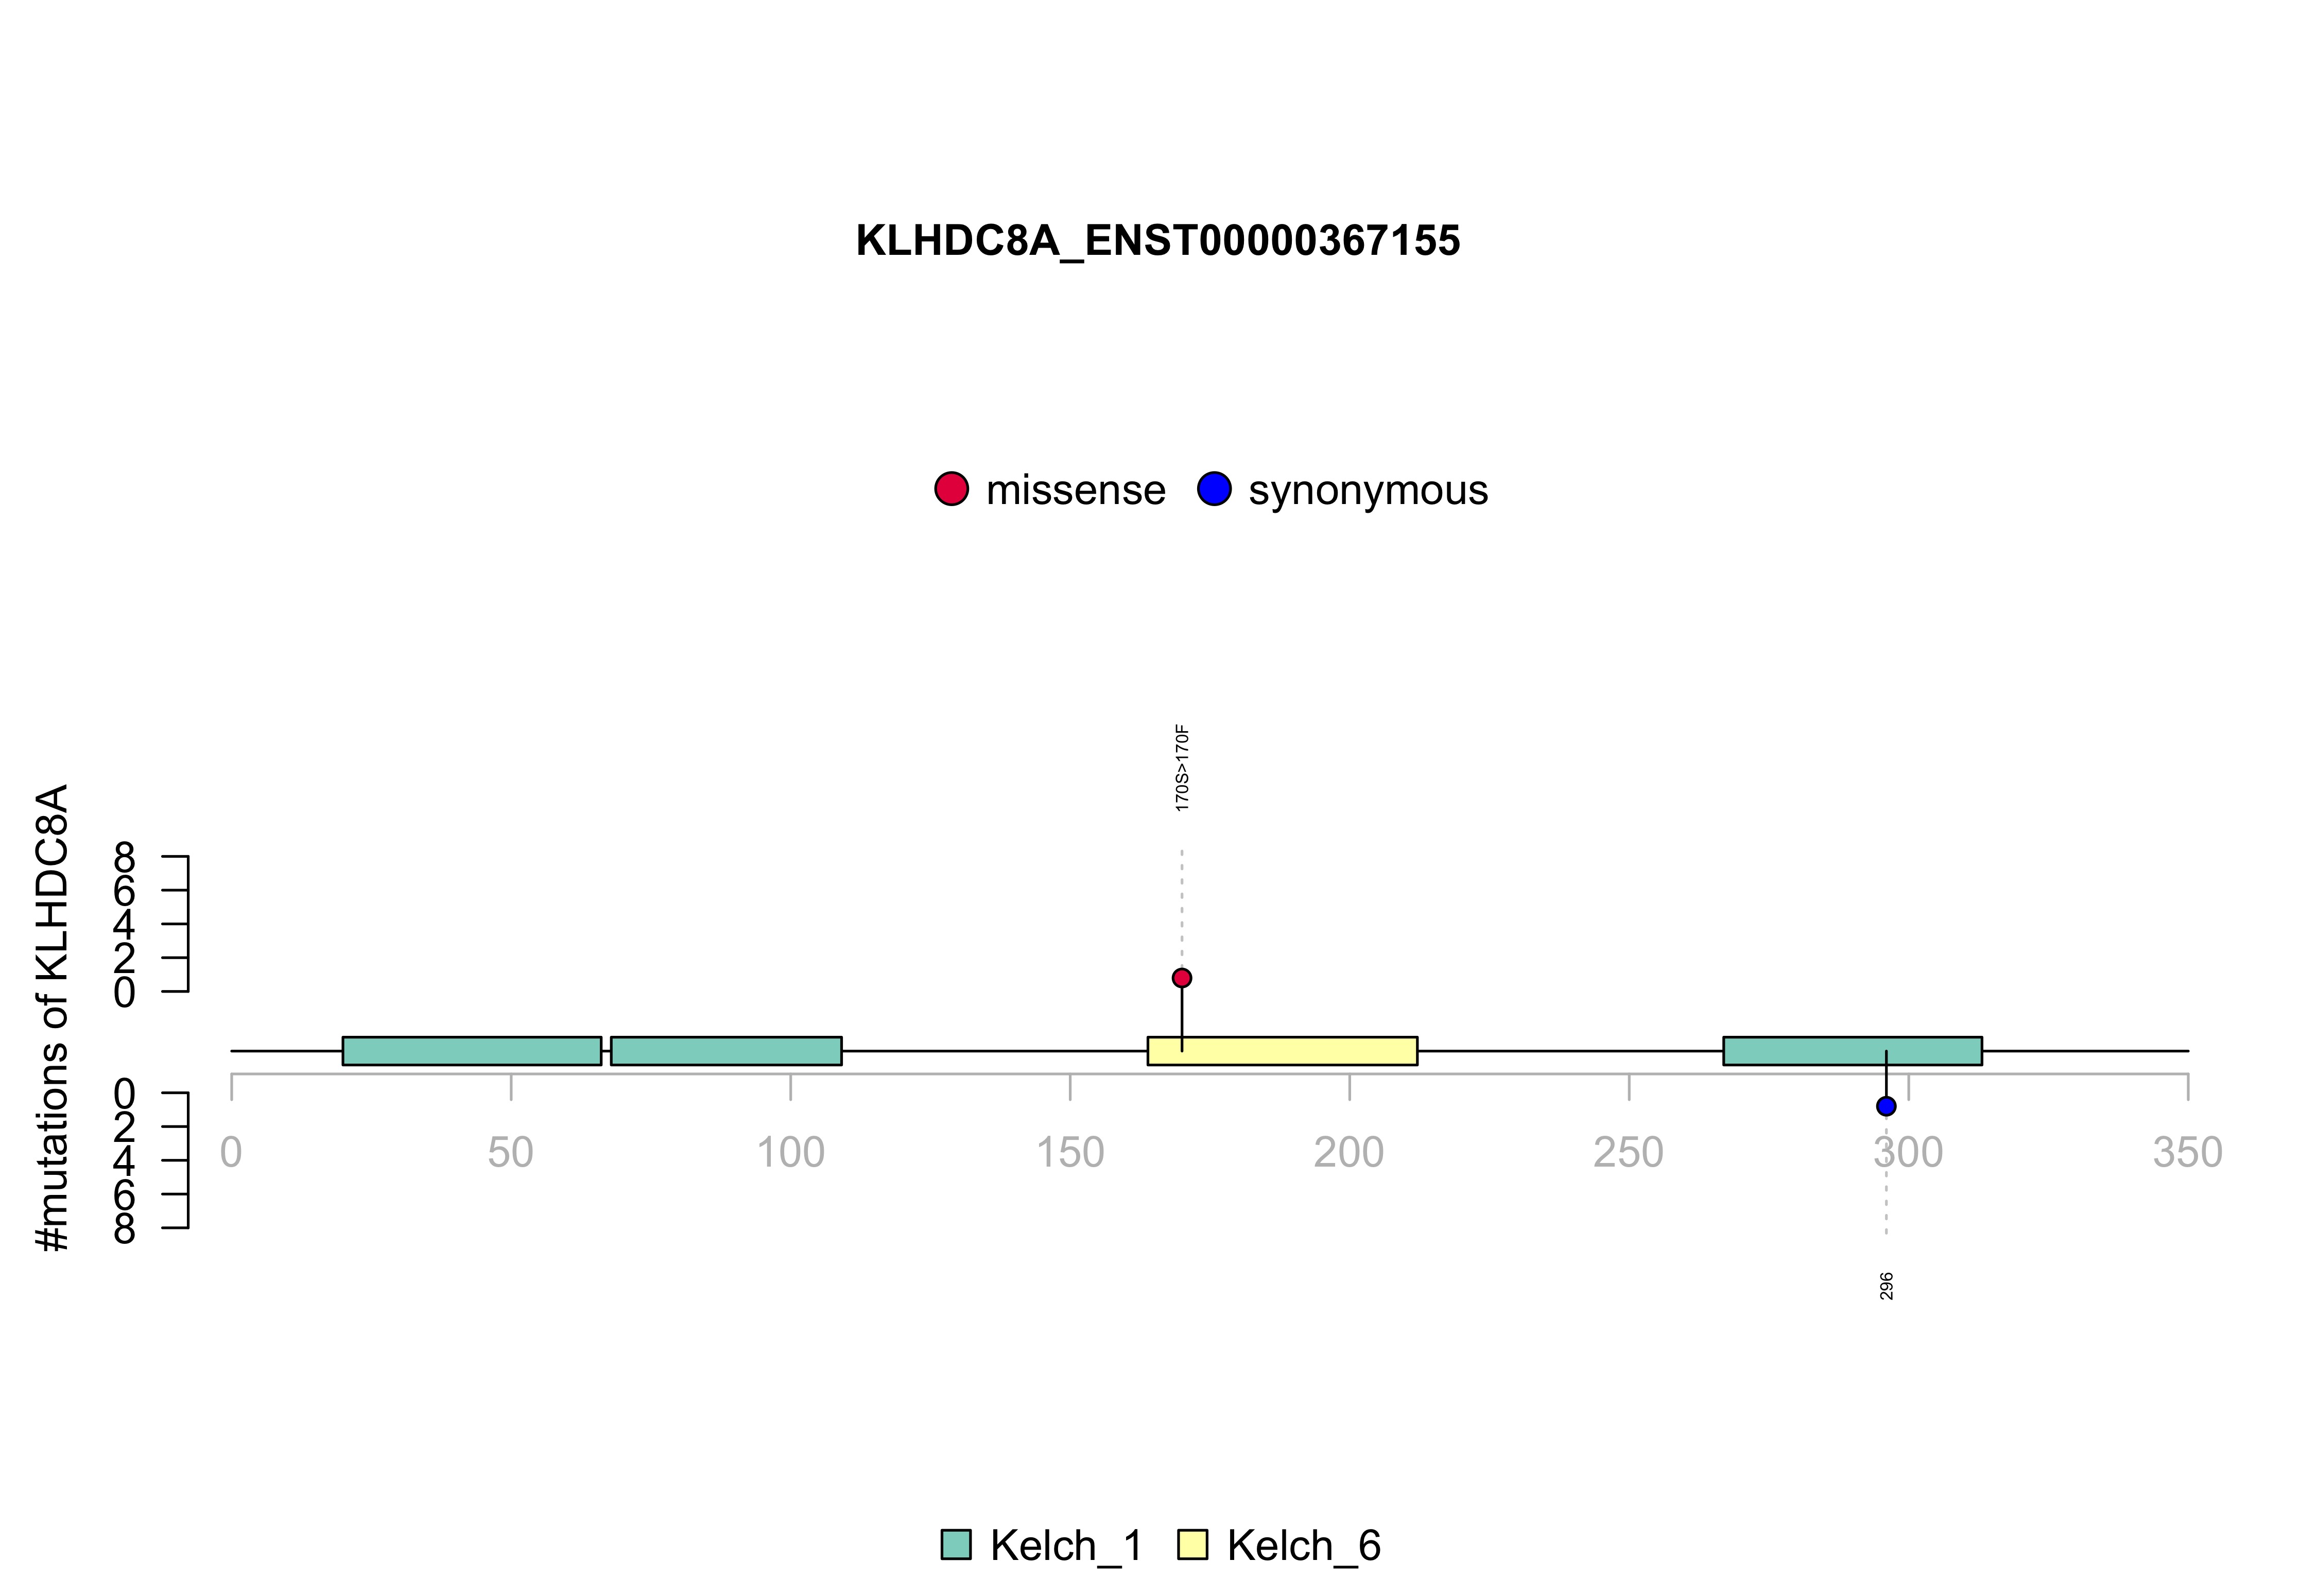 KLHDC8A_ENST00000367155
missense
synonymous
170S>170F
#mutations of KLHDC8A
8
6
4
2
0
0
2
4
6
8
0
50
100
150
200
250
300
350
296
Kelch_1
Kelch_6